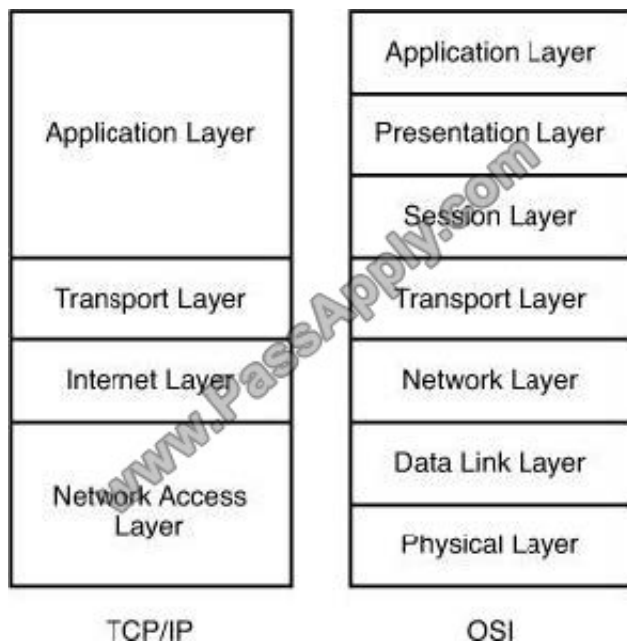 Application Layer
Transport Layer
Internet Layer
Network Access
Layer
TCP/IP
Application Layer
Presentation Layer
Session Layer
Transport Layer
Network Layer
Data Link Layer
Physical Layer
OSI
www.PassApply.com